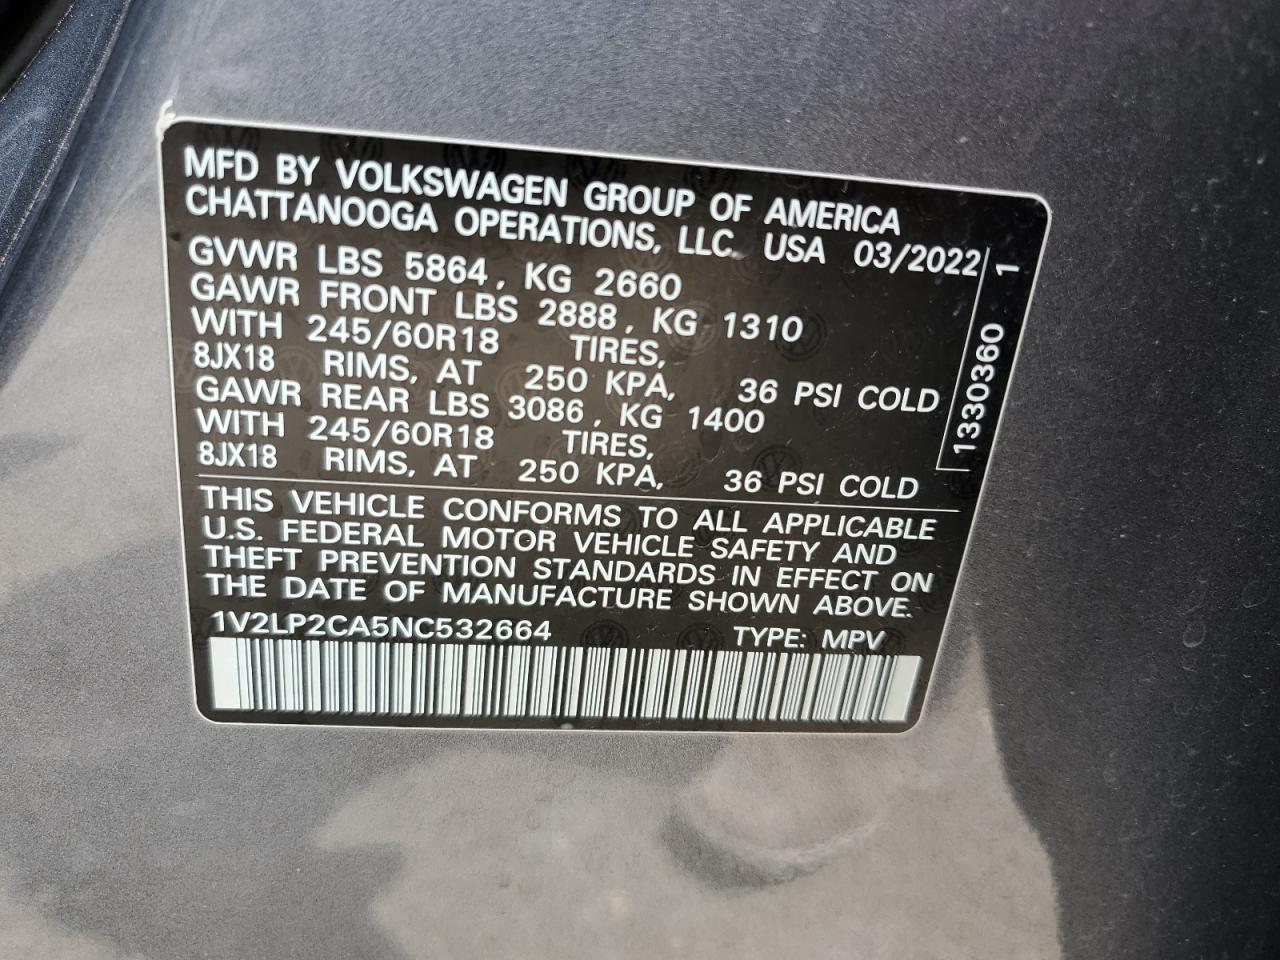 MFD BY VOLKSWAGEN GROUP OF AMERICA
CHATTANOOGA OPERATIONS, LLC. USA 03/2022
GVWR LBS 5864, KG 2660
GAWR FRONT LBS 2888, KG 1310
WITH 245/60R18 TIRES,
8JX18 RIMS, AT 250 KPA, 36 PSI COLD
GAWR REAR LBS 3086, KG 1400
WITH 245/60R18 TIRES,
8JX18 RIMS, AT 250 KPA, 36 PSI COLD
1330360 1
THIS VEHICLE CONFORMS TO ALL APPLICABLE
U.S. FEDERAL MOTOR VEHICLE SAFETY AND
THEFT PREVENTION STANDARDS IN EFFECT ON
THE DATE OF MANUFACTURE SHOWN ABOVE.
1V2LP2CA5NC532664 TYPE: MPV